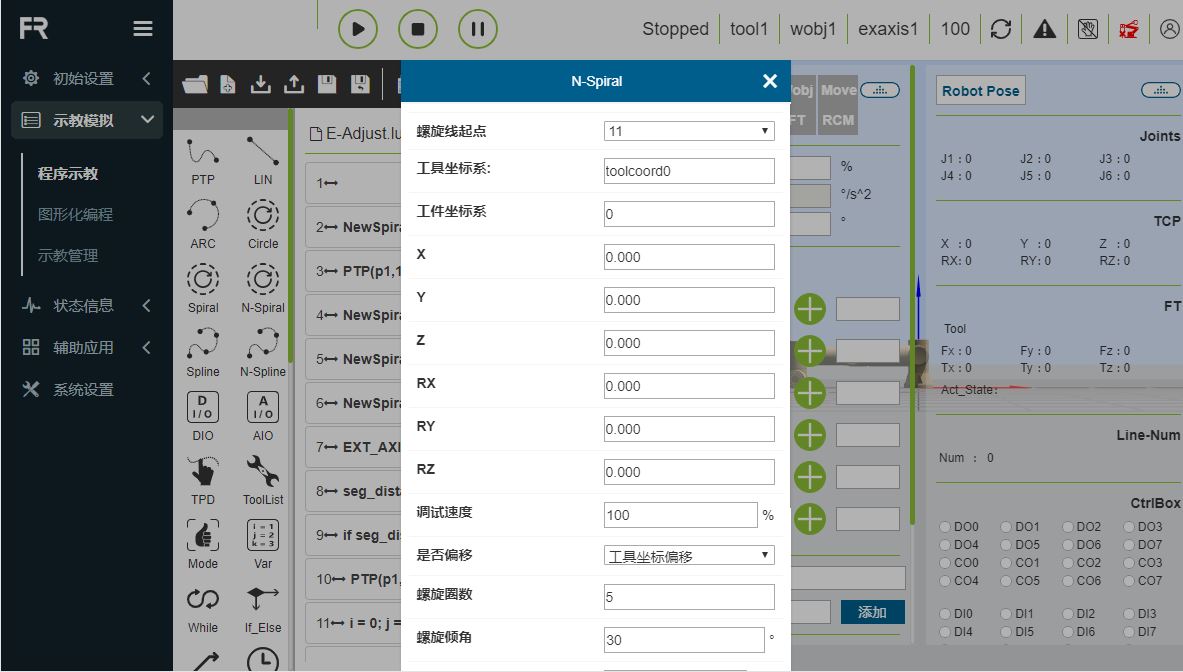 FR
Stopped tool1 wobj1 exaxis1 100
初始设置
示教模拟
程序示教
图形化编程
示教管理
状态信息
辅助应用
系统设置
PTP LIN
ARC Circle
Spiral N-Spiral
Spline N-Spline
D I/O A I/O
DIO AIO
TPD ToolList
i = 1
j = 2
k = 3
Mode Var
While If_Else
E-Adjust.lu
1
2 NewSpira
3 PTP(p1,1
4 NewSpira
5 NewSpira
6 NewSpira
7 EXT_AXI
8 seg_dista
9 if seg_di
10 PTP(p1,
11 i = 0; j =
N-Spiral
螺旋线起点 11
工具坐标系: toolcoord0
工件坐标系 0
X 0.000
Y 0.000
Z 0.000
RX 0.000
RY 0.000
RZ 0.000
调试速度 100 %
是否偏移 工具坐标偏移
螺旋圈数 5
螺旋倾角 30 °
obj Move
FT RCM
%
°/s^2
°
添加
Robot Pose
Joints
J1 : 0 J2 : 0 J3 : 0
J4 : 0 J5 : 0 J6 : 0
TCP
X : 0 Y : 0 Z : 0
RX: 0 RY: 0 RZ: 0
FT
Tool
Fx : 0 Fy : 0 Fz : 0
Tx : 0 Ty : 0 Tz : 0
Act_State:
Line-Num
Num : 0
CtrlBox
DO0 DO1 DO2 DO3
DO4 DO5 DO6 DO7
CO0 CO1 CO2 CO3
CO4 CO5 CO6 CO7
DI0 DI1 DI2 DI3
DI4 DI5 DI6 DI7